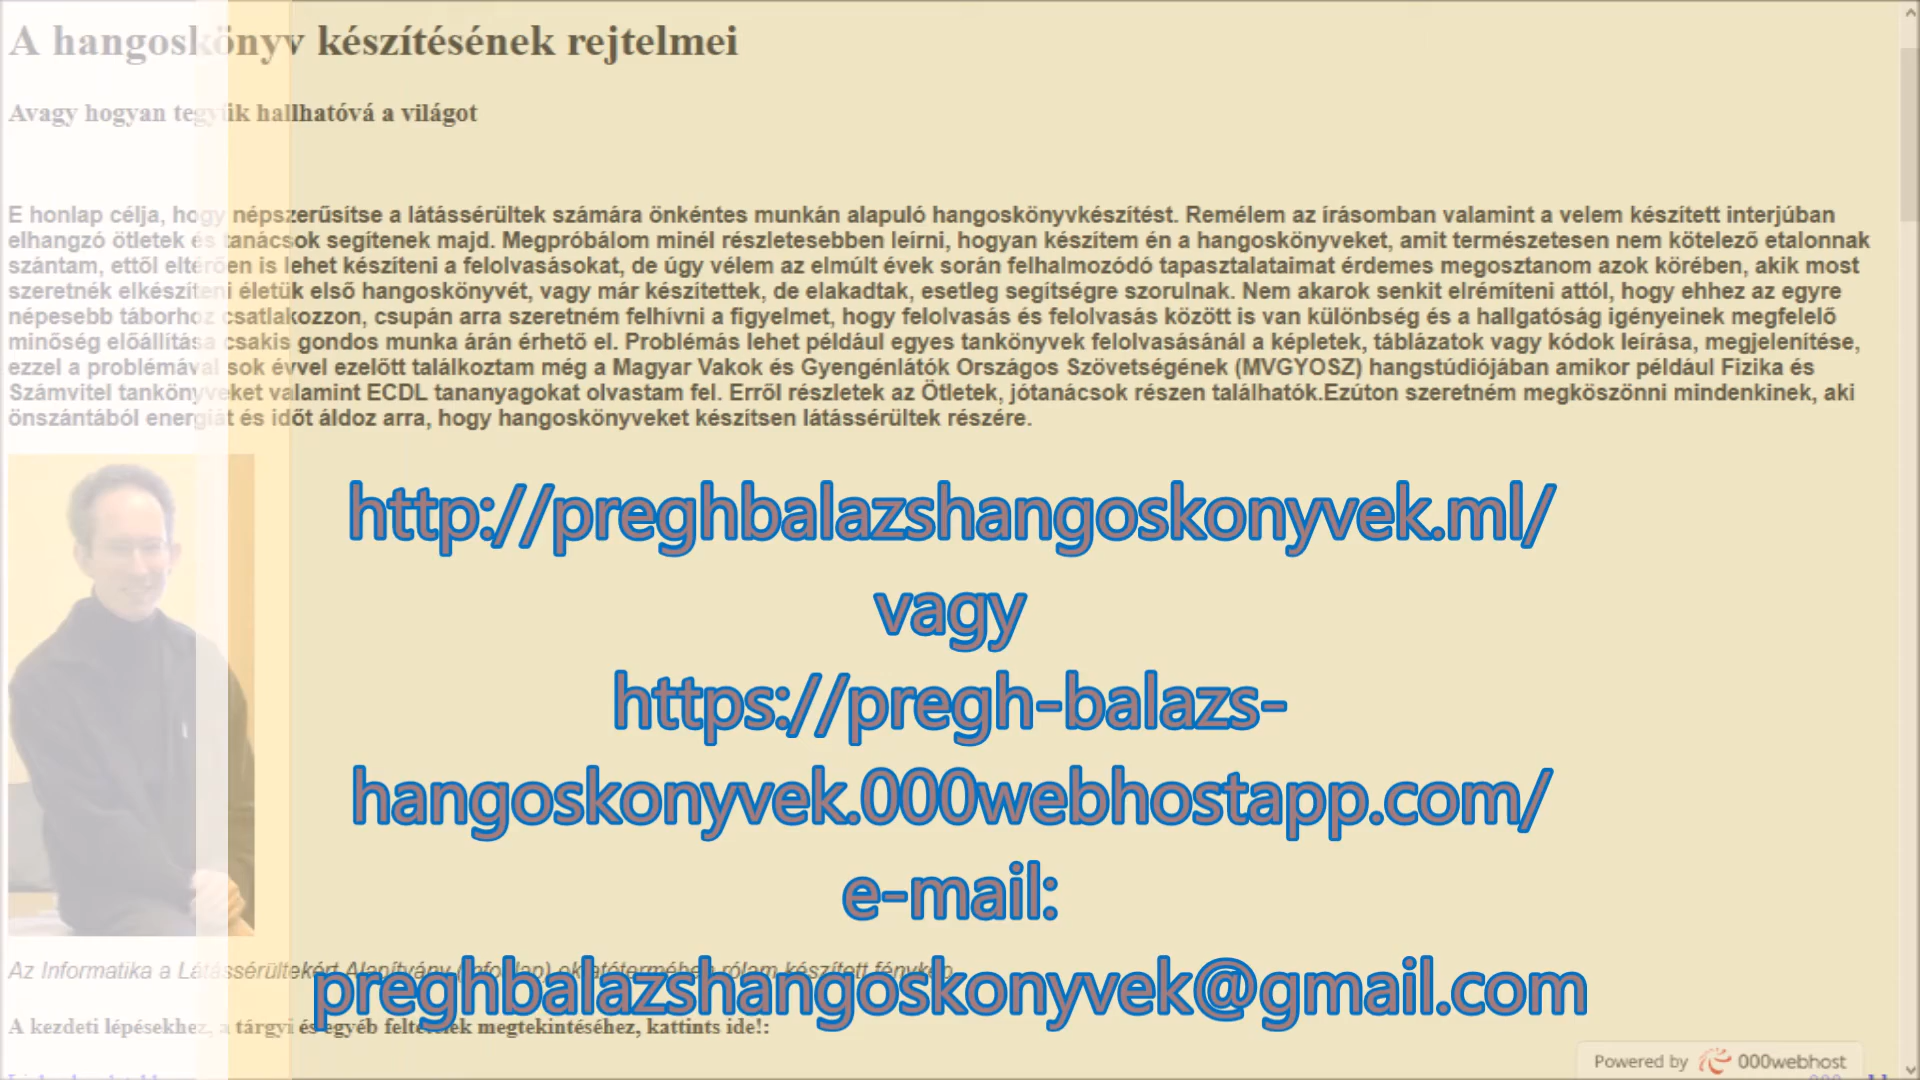 A hangoskönyv készítésének rejtelmei
Avagy hogyan tegyük hallhatóvá a világot
E honlap célja, hogy népszerűsítse a látássérültek számára önkéntes munkán alapuló hangoskönyvkészítést. Remélem az írásomban valamint a velem készített interjúban
elhangzó ötletek és tanácsok segítenek majd. Megpróbálom minél részletesebben leírni, hogyan készítem én a hangoskönyveket, amit természetesen nem kötelező etalonnak
szántam, ettől eltérően is lehet készíteni a felolvasásokat, de úgy vélem az elmúlt évek során felhalmozódó tapasztalataimat érdemes megosztanom azok körében, akik most
szeretnék elkészíteni életük első hangoskönyvét, vagy már készítettek, de elakadtak, esetleg segítségre szorulnak. Nem akarok senkit elrémíteni attól, hogy ehhez az egyre
népesebb táborhoz csatlakozzon, csupán arra szeretném felhívni a figyelmet, hogy felolvasás és felolvasás között is van különbség és a hallgatóság igényeinek megfelelő
minőség előállítása csakis gondos munka árán érhető el. Problémás lehet például egyes tankönyvek felolvasásánál a képletek, táblázatok vagy kódok leírása, megjelenítése,
ezzel a problémával sok évvel ezelőtt találkoztam még a Magyar Vakok és Gyengénlátók Országos Szövetségének (MVGYOSZ) hangstúdiójában amikor például Fizika és
Számvitel tankönyveket valamint ECDL tananyagokat olvastam fel. Erről részletek az Ötletek, jótanácsok részen találhatók.Ezúton szeretném megköszönni mindenkinek, aki
önszántából energiát és időt áldoz arra, hogy hangoskönyveket készítsen látássérültek részére.
http://preghbalazshangoskonyvek.ml/
vagy
https://pregh-balazs-
hangoskonyvek.000webhostapp.com/
e-mail:
preghbalazshangoskonyvek@gmail.com
Az Informatika a Látássérültekért Alapítvány (Infoalap) oktatótermében rólam készített fénykép
A kezdeti lépésekhez, a tárgyi és egyéb feltételek megtekintéséhez, kattints ide!:
Powered by 000webhost